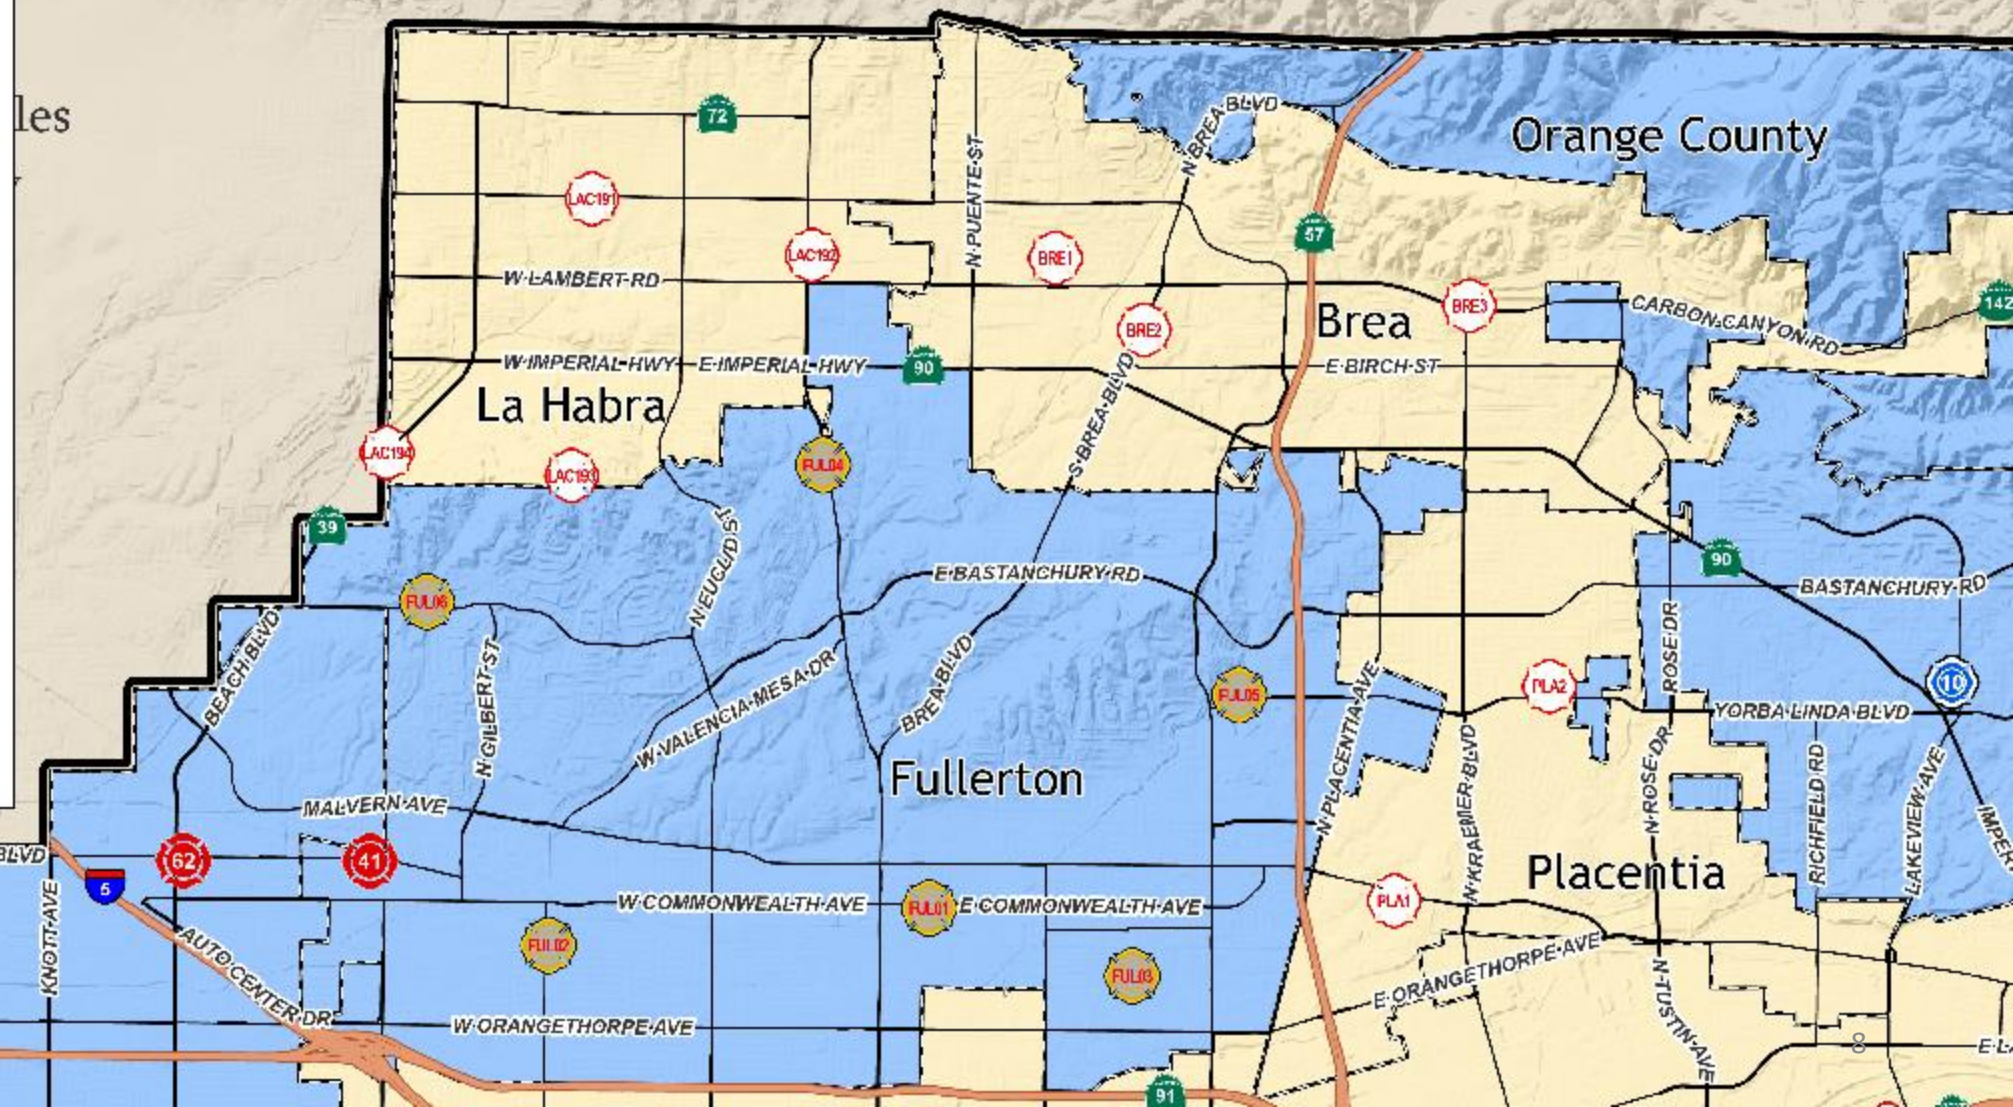 les
72
N PUENTE ST
N BREA BLVD
Orange County
LAC191
57
LAC192
BRE1
W LAMBERT RD
BRE2
Brea
BRE3
CARBON CANYON RD
142
W IMPERIAL HWY
E IMPERIAL HWY
90
E BIRCH ST
La Habra
S BREA BLVD
LAC194
LAC193
FUL04
39
N EUCLID ST
E BASTANCHURY RD
90
BASTANCHURY RD
FUL06
BEACH BLVD
N GILBERT ST
W VALENCIA MESA DR
BREA BLVD
FUL05
N PLACENTIA AVE
PLA2
ROSE DR
10
YORBA LINDA BLVD
Fullerton
N KRAEMER BLVD
N ROSE DR
RICHFIELD RD
LAKEVIEW AVE
IMPER
MALVERN AVE
BLVD
62
41
5
Placentia
KNOTT AVE
W COMMONWEALTH AVE
FUL01
E COMMONWEALTH AVE
PLA1
AUTO CENTER DR
FUL02
FUL03
E ORANGETHORPE AVE
N TUSTIN AVE
W ORANGETHORPE AVE
8
E L
91